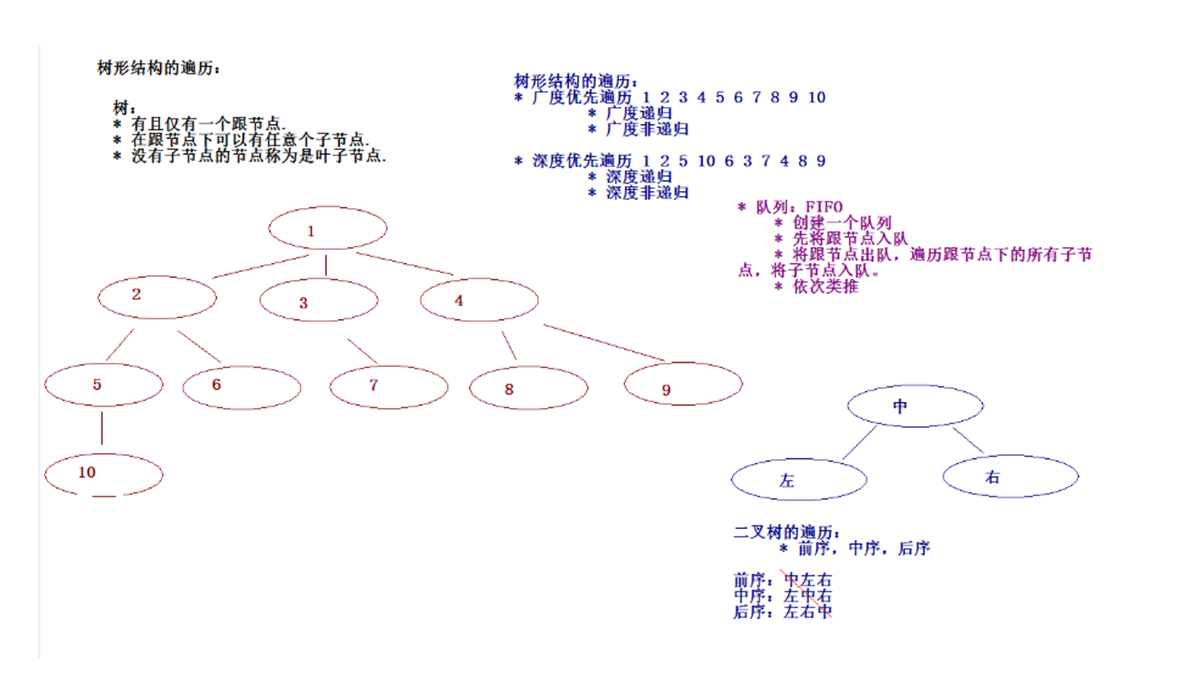 树形结构的遍历：
树：
* 有且仅有一个跟节点.
* 在跟节点下可以有任意个子节点.
* 没有子节点的节点称为是叶子节点.
树形结构的遍历：
* 广度优先遍历 1 2 3 4 5 6 7 8 9 10
* 广度递归
* 广度非递归
* 深度优先遍历 1 2 5 10 6 3 7 4 8 9
* 深度递归
* 深度非递归
* 队列：FIFO
* 创建一个队列
* 先将跟节点入队
* 将跟节点出队，遍历跟节点下的所有子节
点，将子节点入队。
* 依次类推
1
2 3 4
5 6 7 8 9
10
中
左 右
二叉树的遍历：
* 前序，中序，后序
前序：中左右
中序：左中右
后序：左右中